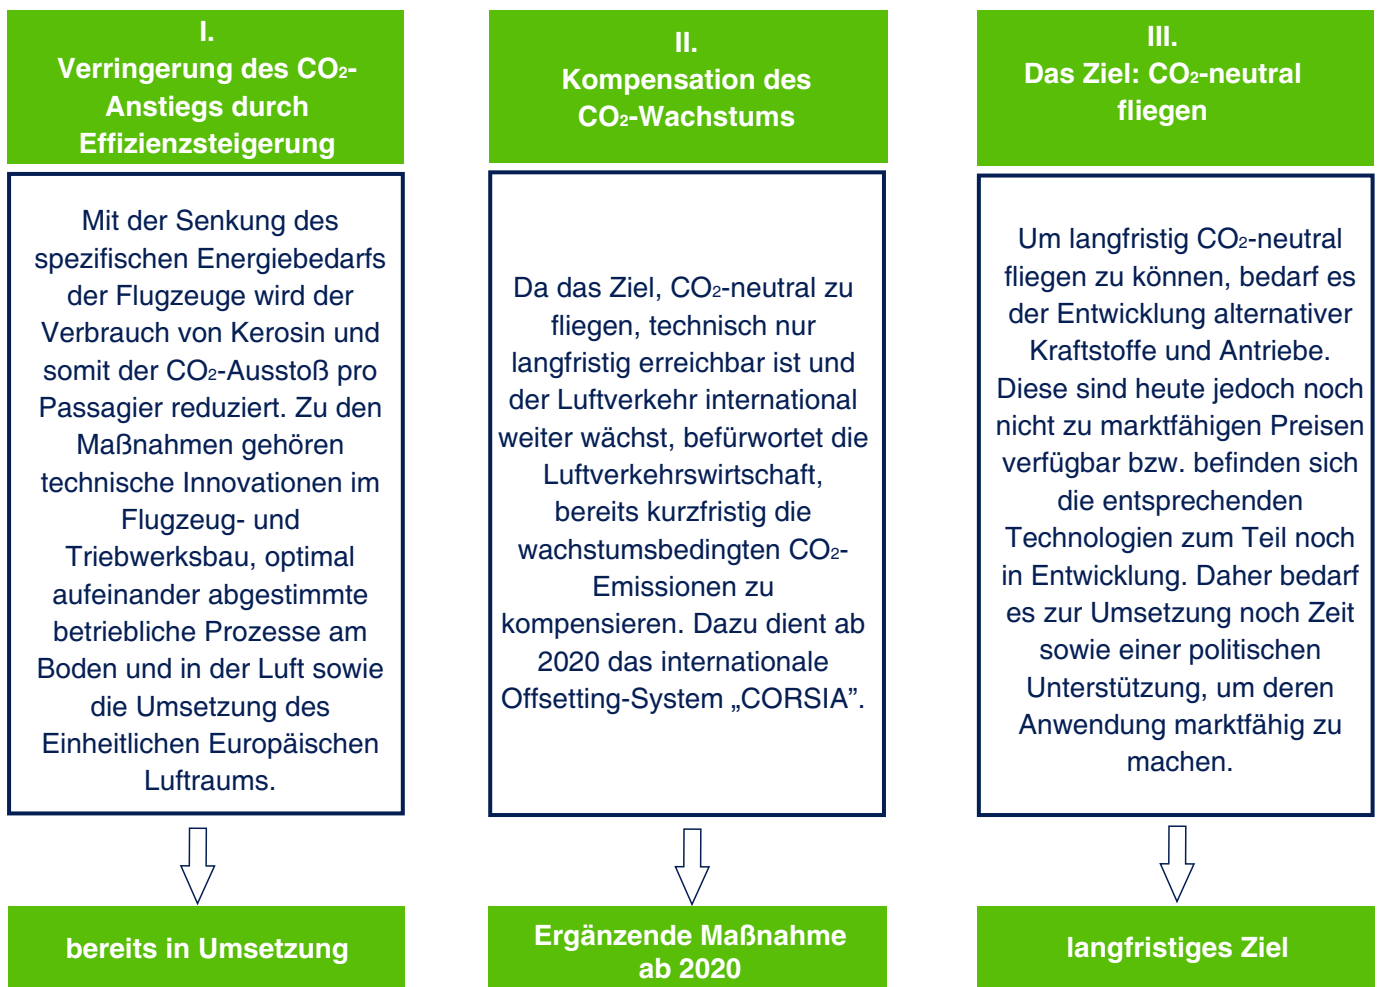 I.
Verringerung des CO₂-
Anstiegs durch
Effizienzsteigerung
Mit der Senkung des
spezifischen Energiebedarfs
der Flugzeuge wird der
Verbrauch von Kerosin und
somit der CO₂-Ausstoß pro
Passagier reduziert. Zu den
Maßnahmen gehören
technische Innovationen im
Flugzeug- und
Triebwerksbau, optimal
aufeinander abgestimmte
betriebliche Prozesse am
Boden und in der Luft sowie
die Umsetzung des
Einheitlichen Europäischen
Luftraums.
bereits in Umsetzung
II.
Kompensation des
CO₂-Wachstums
Da das Ziel, CO₂-neutral zu
fliegen, technisch nur
langfristig erreichbar ist und
der Luftverkehr international
weiter wächst, befürwortet die
Luftverkehrswirtschaft,
bereits kurzfristig die
wachstumsbedingten CO₂-
Emissionen zu
kompensieren. Dazu dient ab
2020 das internationale
Offsetting-System „CORSIA”.
Ergänzende Maßnahme
ab 2020
III.
Das Ziel: CO₂-neutral
fliegen
Um langfristig CO₂-neutral
fliegen zu können, bedarf es
der Entwicklung alternativer
Kraftstoffe und Antriebe.
Diese sind heute jedoch noch
nicht zu marktfähigen Preisen
verfügbar bzw. befinden sich
die entsprechenden
Technologien zum Teil noch
in Entwicklung. Daher bedarf
es zur Umsetzung noch Zeit
sowie einer politischen
Unterstützung, um deren
Anwendung marktfähig zu
machen.
langfristiges Ziel